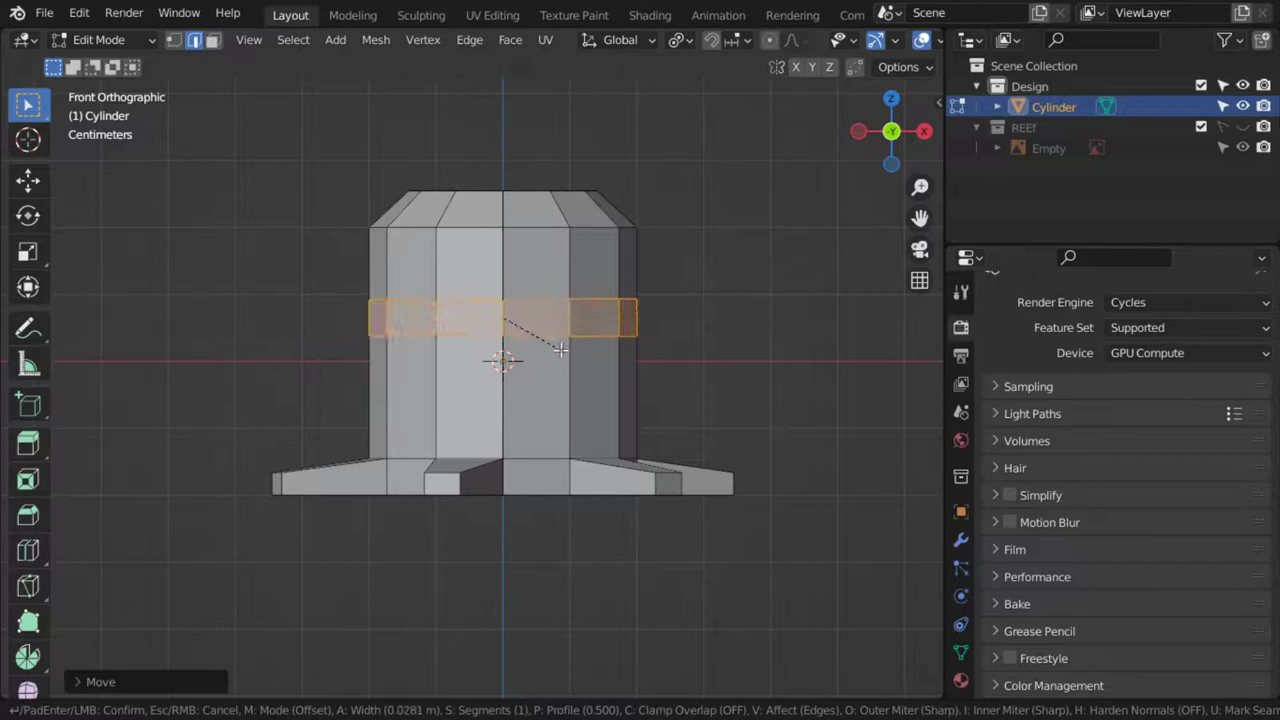 File Edit Render Window Help Layout Modeling Sculpting UV Editing Texture Paint Shading Animation Rendering Com Scene ViewLayer
Edit Mode View Select Add Mesh Vertex Edge Face UV Global
X Y Z Options
Scene Collection
Design
Cylinder
REEf
Empty
Front Orthographic
(1) Cylinder
Centimeters
Z
-Y
X
Render Engine Cycles
Feature Set Supported
Device GPU Compute
Sampling
Light Paths
Volumes
Hair
Simplify
Motion Blur
Film
Performance
Bake
Grease Pencil
Freestyle
Color Management
Move
/PadEnter/LMB: Confirm, Esc/RMB: Cancel, M: Mode (Offset), A: Width (0.0281 m), S: Segments (1), P: Profile (0.500), C: Clamp Overlap (OFF), V: Affect (Edges), O: Outer Miter (Sharp), I: Inner Miter (Sharp), H: Harden Normals (OFF), U: Mark Seam